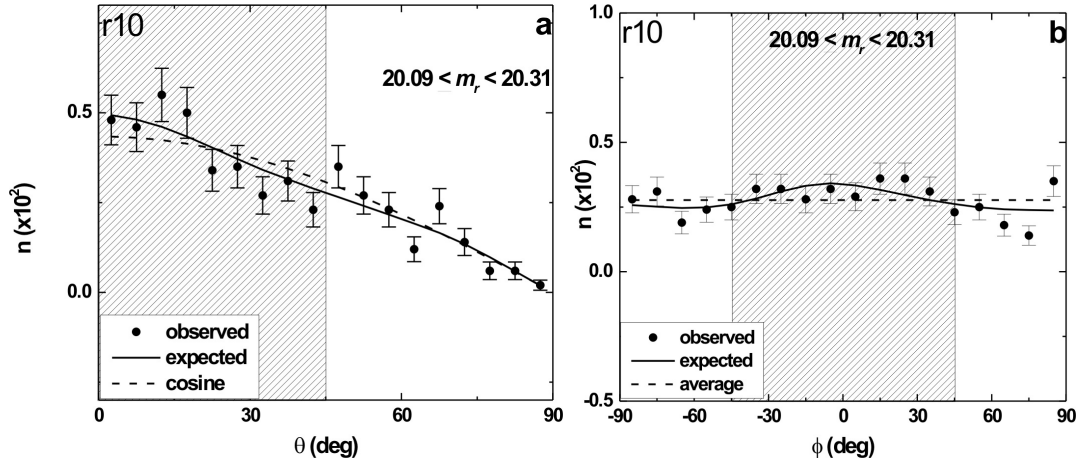 r10
a
20.09 ≤ mᵣ < 20.31
0.5
0.0
n (x10²)
observed
expected
cosine
0
30
60
90
θ (deg)
r10
b
20.09 < mᵣ < 20.31
1.0
0.5
0.0
-0.5
n (x10²)
observed
expected
average
-90
-60
-30
0
30
60
90
ϕ (deg)